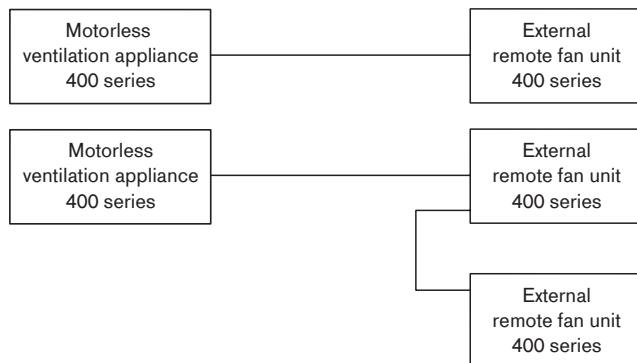 Motorless
ventilation appliance
400 series
External
remote fan unit
400 series
Motorless
ventilation appliance
400 series
External
remote fan unit
400 series
External
remote fan unit
400 series